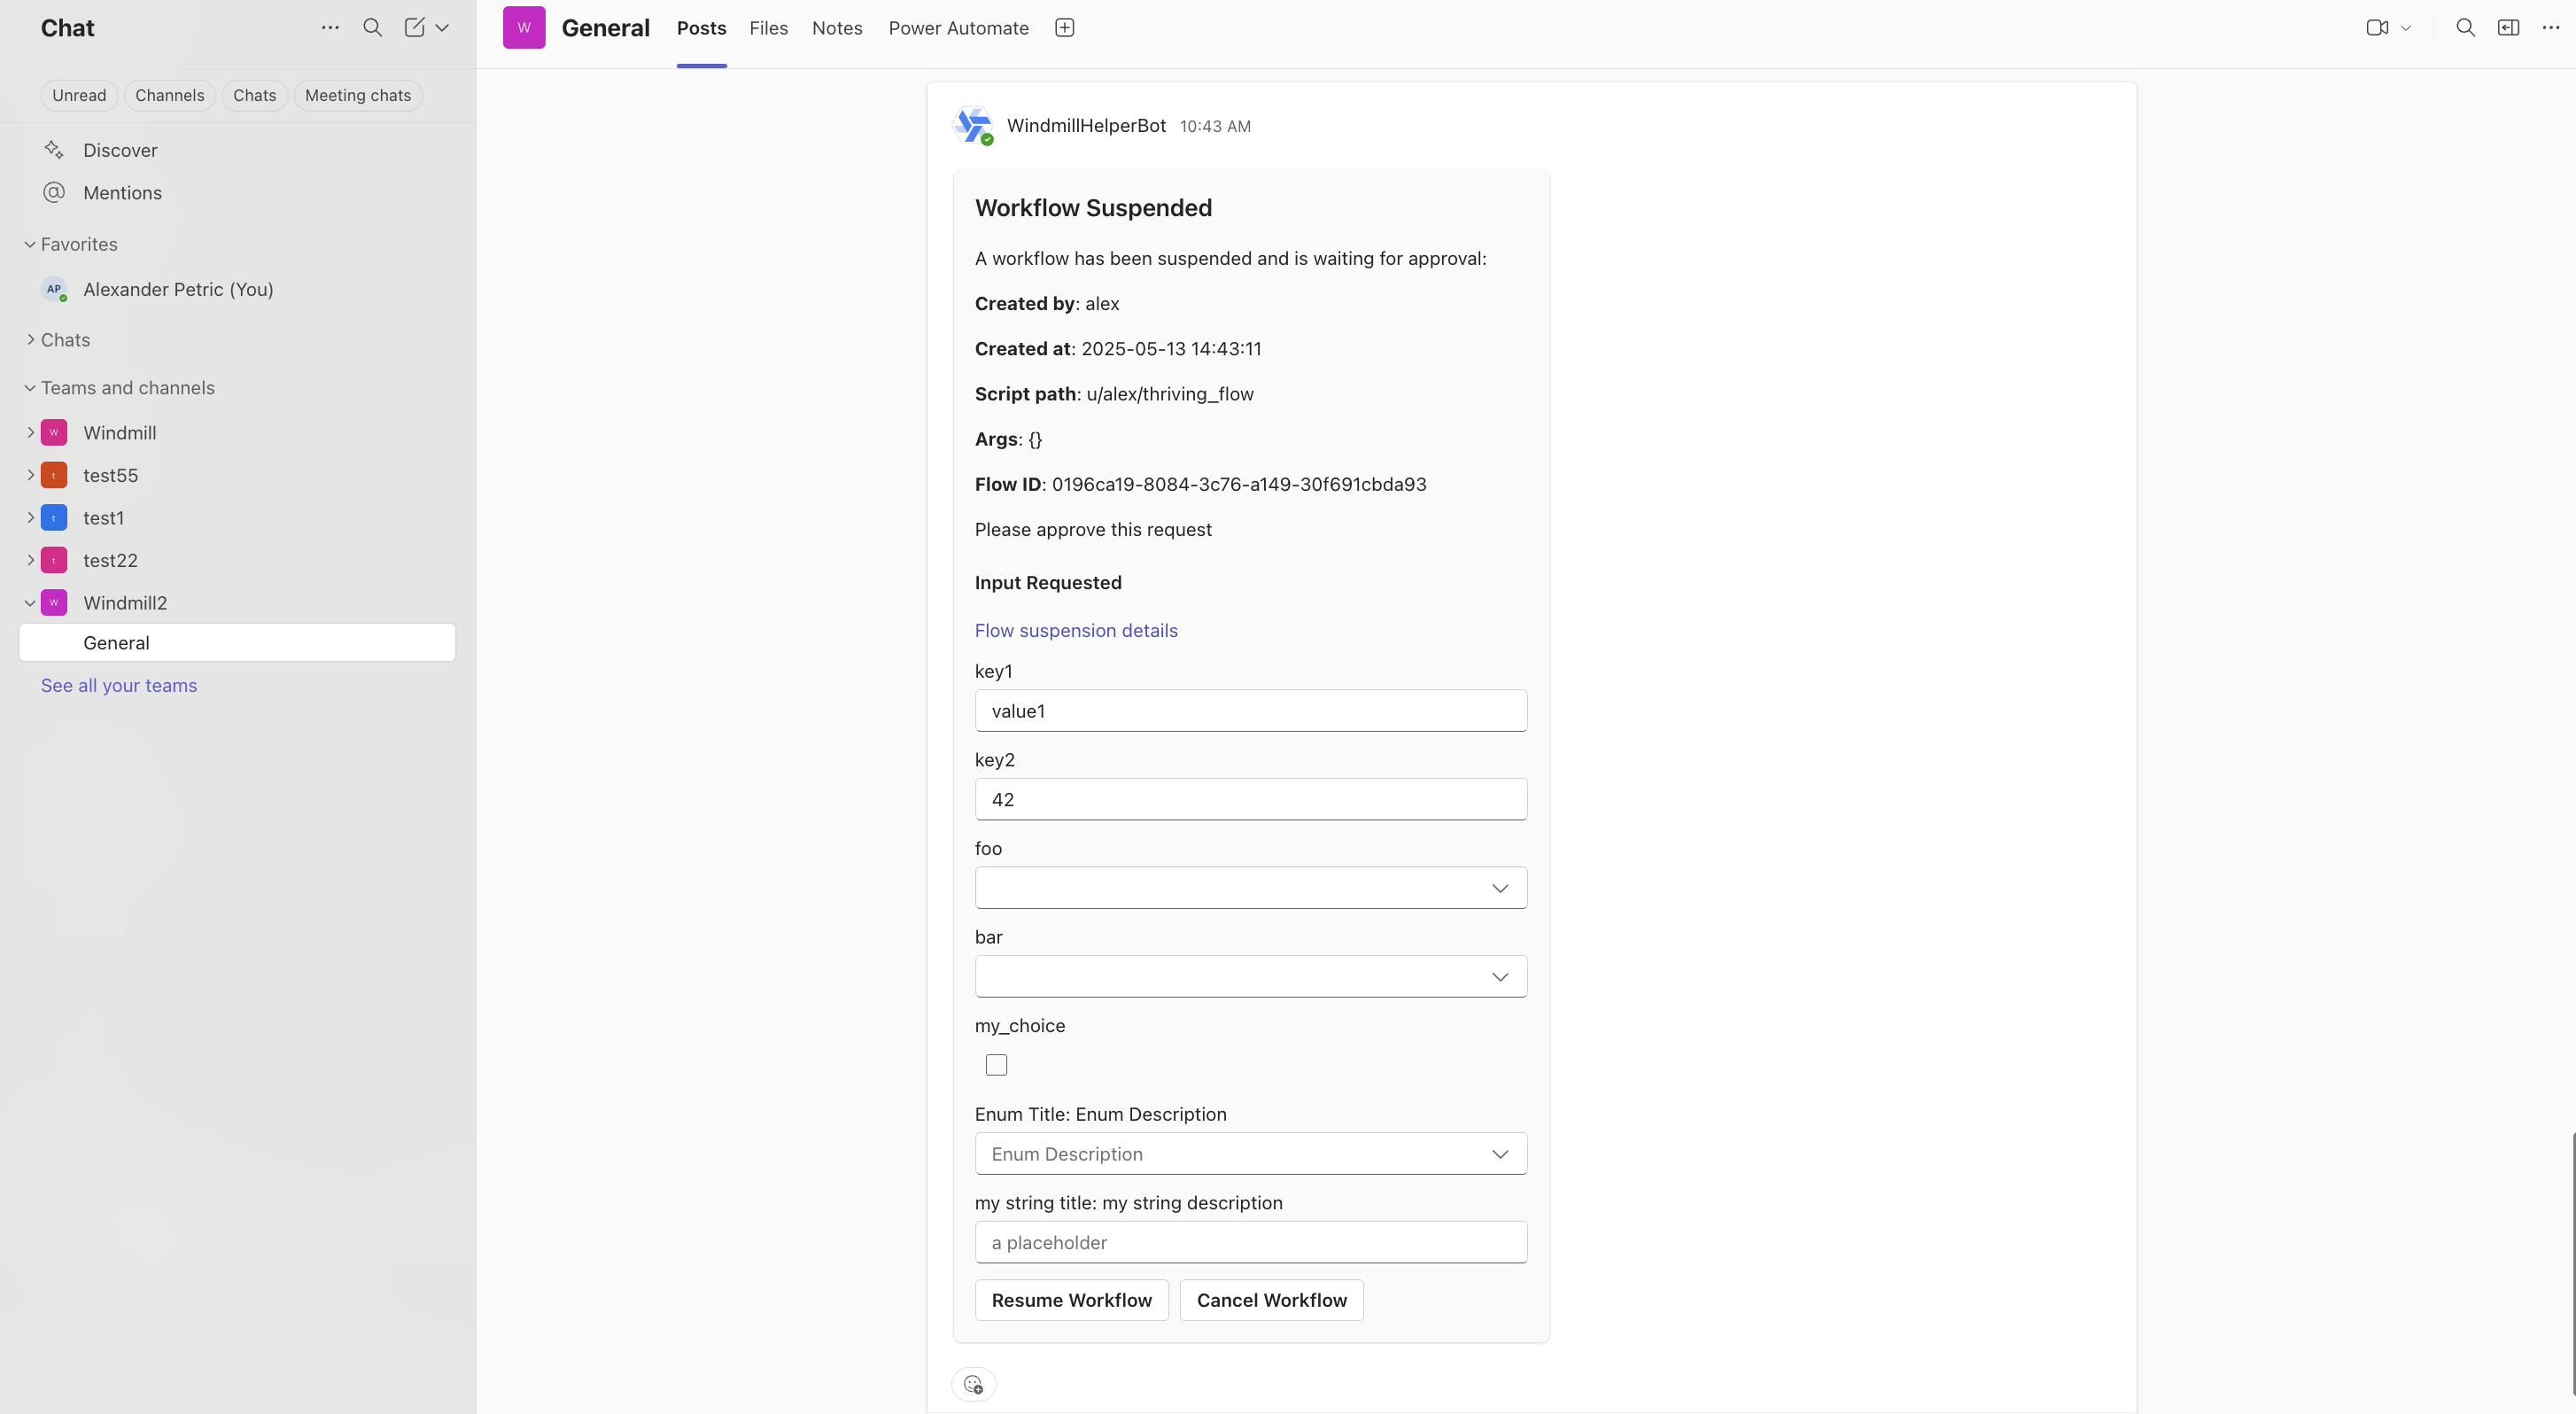 Chat
Unread Channels Chats Meeting chats
Discover
Mentions
Favorites
AP Alexander Petric (You)
Chats
Teams and channels
W Windmill
t test55
t test1
t test22
W Windmill2
General
See all your teams
W General Posts Files Notes Power Automate
WindmillHelperBot 10:43 AM
Workflow Suspended
A workflow has been suspended and is waiting for approval:
Created by: alex
Created at: 2025-05-13 14:43:11
Script path: u/alex/thriving_flow
Args: {}
Flow ID: 0196ca19-8084-3c76-a149-30f691cbda93
Please approve this request
Input Requested
Flow suspension details
key1
value1
key2
42
foo
bar
my_choice
Enum Title: Enum Description
Enum Description
my string title: my string description
a placeholder
Resume Workflow Cancel Workflow